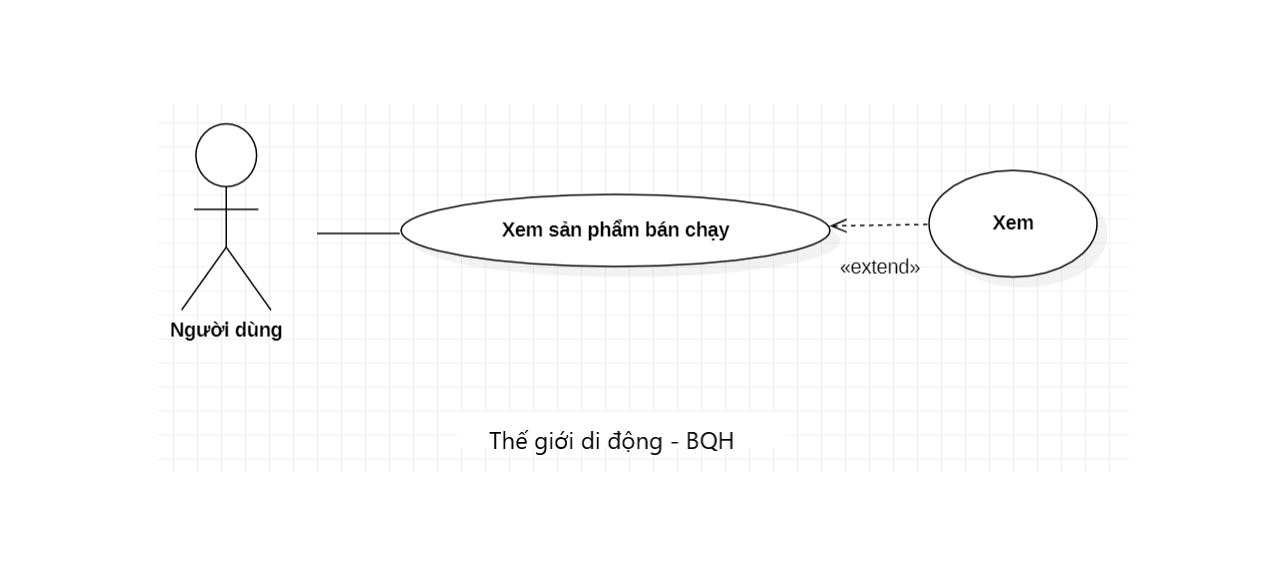 Xem sản phẩm bán chạy
Xem
«extend»
Người dùng
Thế giới di động - BQH